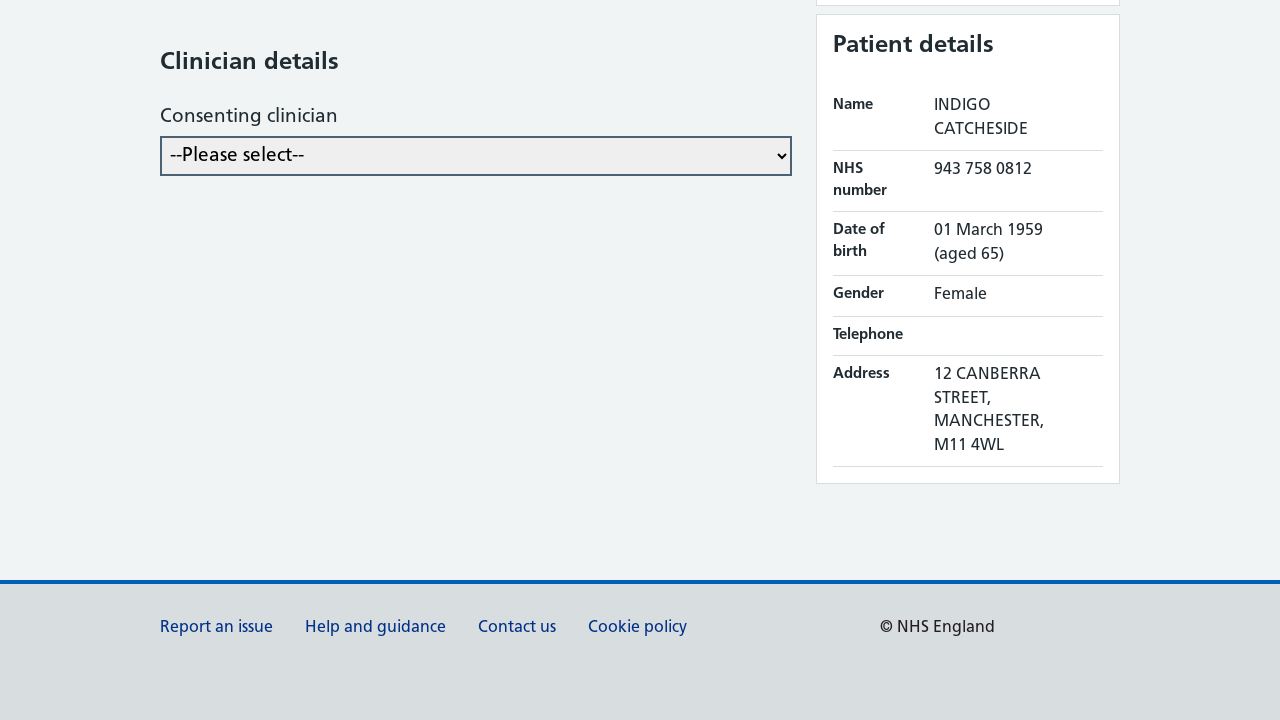 Clinician details
Consenting clinician
--Please select--
Patient details
Name INDIGO
CATCHESIDE
NHS 943 758 0812
number
Date of 01 March 1959
birth (aged 65)
Gender Female
Telephone
Address 12 CANBERRA
STREET,
MANCHESTER,
M11 4WL
Report an issue Help and guidance Contact us Cookie policy © NHS England